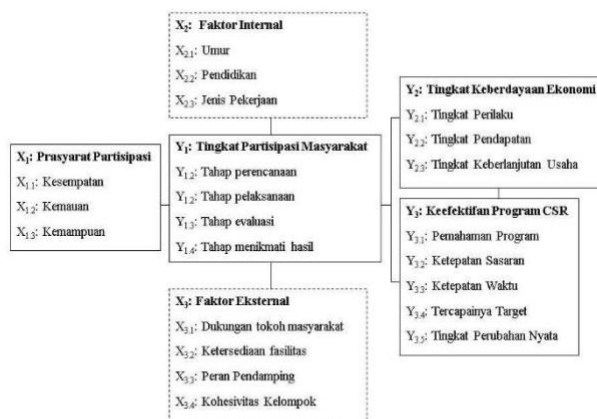 X₂: Faktor Internal
X₂.₁: Umur
X₂.₂: Pendidikan
X₂.₃: Jenis Pekerjaan
X₁: Prasyarat Partisipasi
X₁.₁: Kesempatan
X₁.₂: Kemauan
X₁.₃: Kemampuan
Y₁: Tingkat Partisipasi Masyarakat
Y₁.₂: Tahap perencanaan
Y₁.₂: Tahap pelaksanaan
Y₁.₃: Tahap evaluasi
Y₁.₄: Tahap menikmati hasil
X₃: Faktor Eksternal
X₃.₁: Dukungan tokoh masyarakat
X₃.₂: Ketersediaan fasilitas
X₃.₃: Peran Pendamping
X₃.₄: Kohesivitas Kelompok
Y₂: Tingkat Keberdayaan Ekonomi
Y₂.₁: Tingkat Perilaku
Y₂.₂: Tingkat Pendapatan
Y₂.₃: Tingkat Keberlanjutan Usaha
Y₃: Keefektifan Program CSR
Y₃.₁: Pemahaman Program
Y₃.₂: Ketepatan Sasaran
Y₃.₃: Ketepatan Waktu
Y₃.₄: Tercapainya Target
Y₃.₅: Tingkat Perubahan Nyata